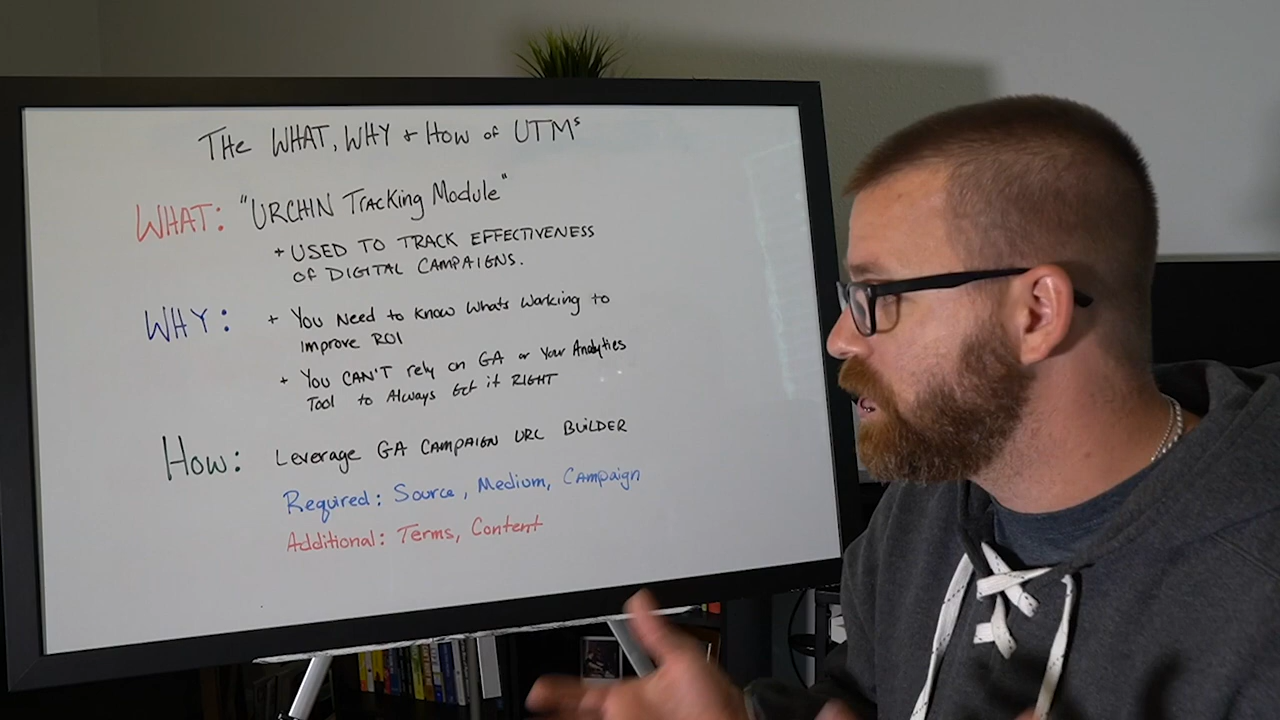 THE WHAT, WHY + HOW OF UTMs
WHAT: "URCHIN TRACKING MODULE"
+ USED TO TRACK EFFECTIVENESS
OF DIGITAL CAMPAIGNS.
WHY: + You Need to know whats working to
improve ROI
+ You CAN'T rely on GA or Your Analytics
Tool to Always Get it RIGHT
How: Leverage GA CAMPAIGN URL BUILDER
Required: Source, Medium, Campaign
Additional: Terms, Content